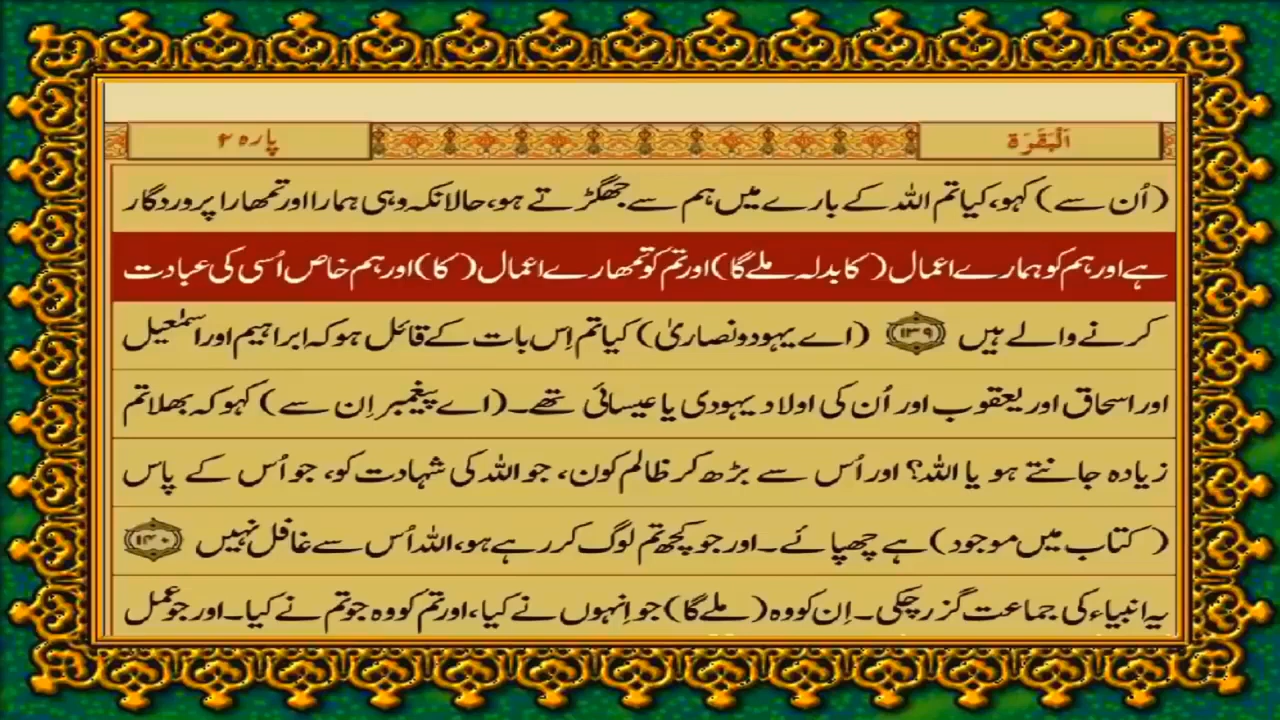 اَلْبَقَرَة
پارہ ۲
(اُن سے) کہو، کیا تم اللہ کے بارے میں ہم سے جھگڑتے ہو، حالانکہ وہی ہمارا اور تمھارا پروردگار
ہے اور ہم کو ہمارے اعمال (کا بدلہ ملے گا) اور تم کو تمھارے اعمال (کا) اور ہم خاص اُسی کی عبادت
کرنے والے ہیں ۱۳۹ (اے یہود و نصاریٰ) کیا تم اِس بات کے قائل ہو کہ ابراہیم اور اسمٰعیل
اور اسحاق اور یعقوب اور اُن کی اولاد یہودی یا عیسائی تھے۔ (اے پیغمبر اِن سے) کہو کہ بھلا تم
زیادہ جانتے ہو یا اللہ؟ اور اُس سے بڑھ کر ظالم کون، جو اللہ کی شہادت کو، جو اُس کے پاس
(کتاب میں موجود) ہے چھپائے۔ اور جو کچھ تم لوگ کر رہے ہو، اللہ اُس سے غافل نہیں ۱۴۰
یہ انبیاء کی جماعت گزر چکی۔ اِن کو وہ (ملے گا) جو اِنہوں نے کیا، اور تم کو وہ جو تم نے کیا۔ اور جو عمل